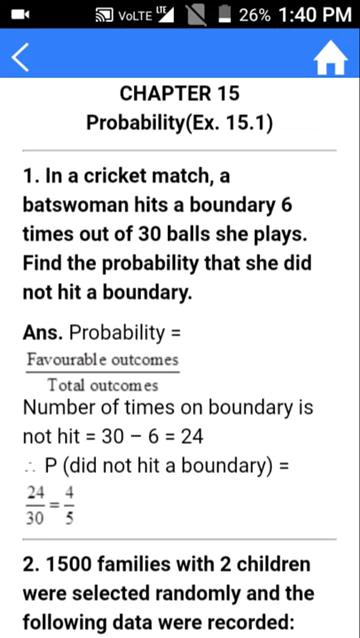 VoLTE LTE 26% 1:40 PM
CHAPTER 15
Probability(Ex. 15.1)
1. In a cricket match, a
batswoman hits a boundary 6
times out of 30 balls she plays.
Find the probability that she did
not hit a boundary.
Ans. Probability =
Favourable outcomes
Total outcomes
Number of times on boundary is
not hit = 30 – 6 = 24
∴ P (did not hit a boundary) =
24/30 = 4/5
2. 1500 families with 2 children
were selected randomly and the
following data were recorded: